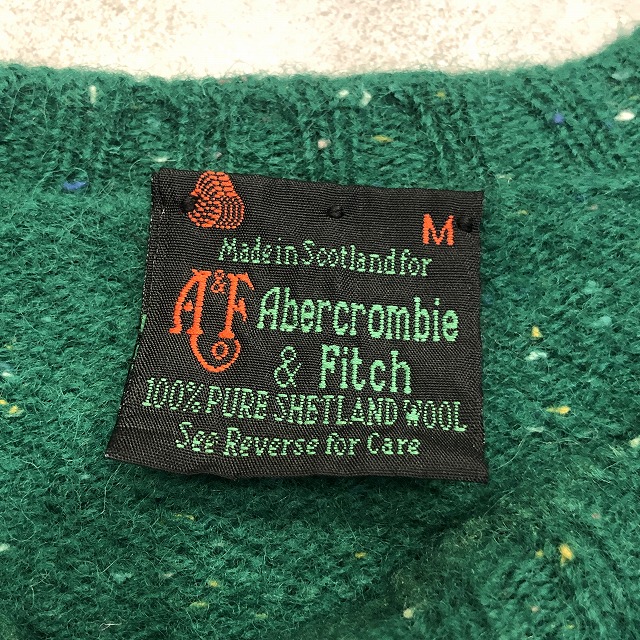 M
Made in Scotland for
A&F Abercrombie
& Fitch
100% PURE SHETLAND WOOL
See Reverse for Care